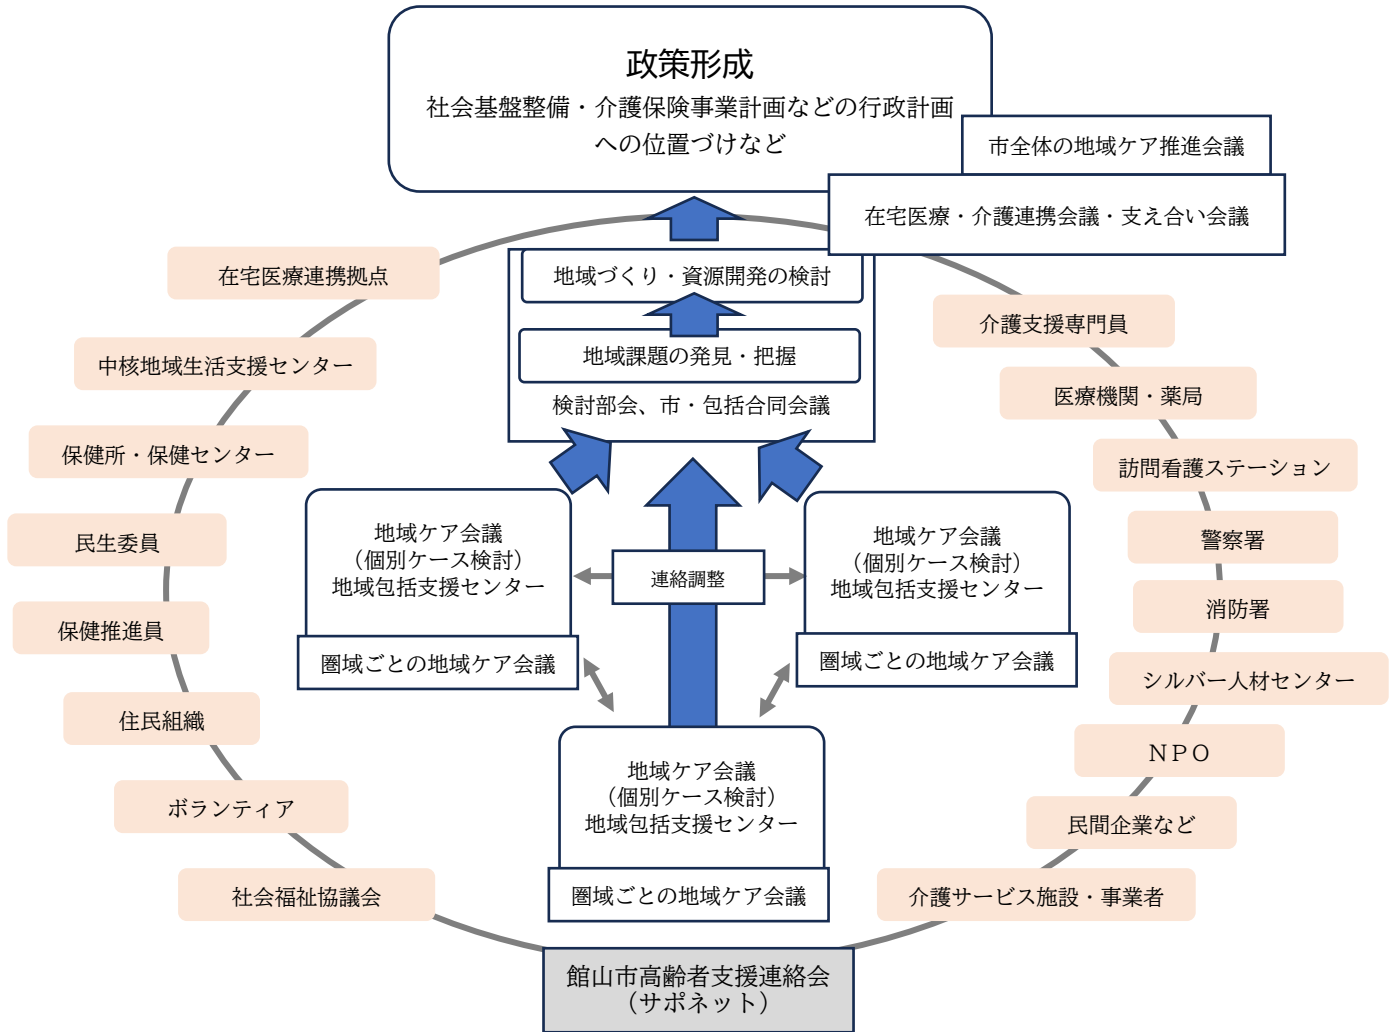 政策形成
社会基盤整備・介護保険事業計画などの行政計画
への位置づけなど
市全体の地域ケア推進会議
在宅医療・介護連携会議・支え合い会議
地域づくり・資源開発の検討
地域課題の発見・把握
検討部会、市・包括合同会議
在宅医療連携拠点
中核地域生活支援センター
保健所・保健センター
民生委員
保健推進員
住民組織
ボランティア
社会福祉協議会
介護支援専門員
医療機関・薬局
訪問看護ステーション
警察署
消防署
シルバー人材センター
ＮＰＯ
民間企業など
介護サービス施設・事業者
地域ケア会議
（個別ケース検討）
地域包括支援センター
圏域ごとの地域ケア会議
連絡調整
地域ケア会議
（個別ケース検討）
地域包括支援センター
圏域ごとの地域ケア会議
地域ケア会議
（個別ケース検討）
地域包括支援センター
圏域ごとの地域ケア会議
館山市高齢者支援連絡会
（サポネット）